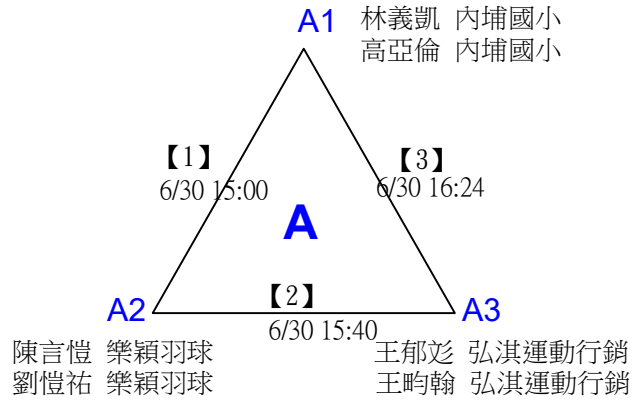 A1 林義凱 內埔國小
高亞倫 內埔國小
【1】 【3】
6/30 15:00 6/30 16:24
A
A2 【2】 A3
6/30 15:40
陳言愷 樂穎羽球 王郁彣 弘淇運動行銷
劉愷祐 樂穎羽球 王畇翰 弘淇運動行銷